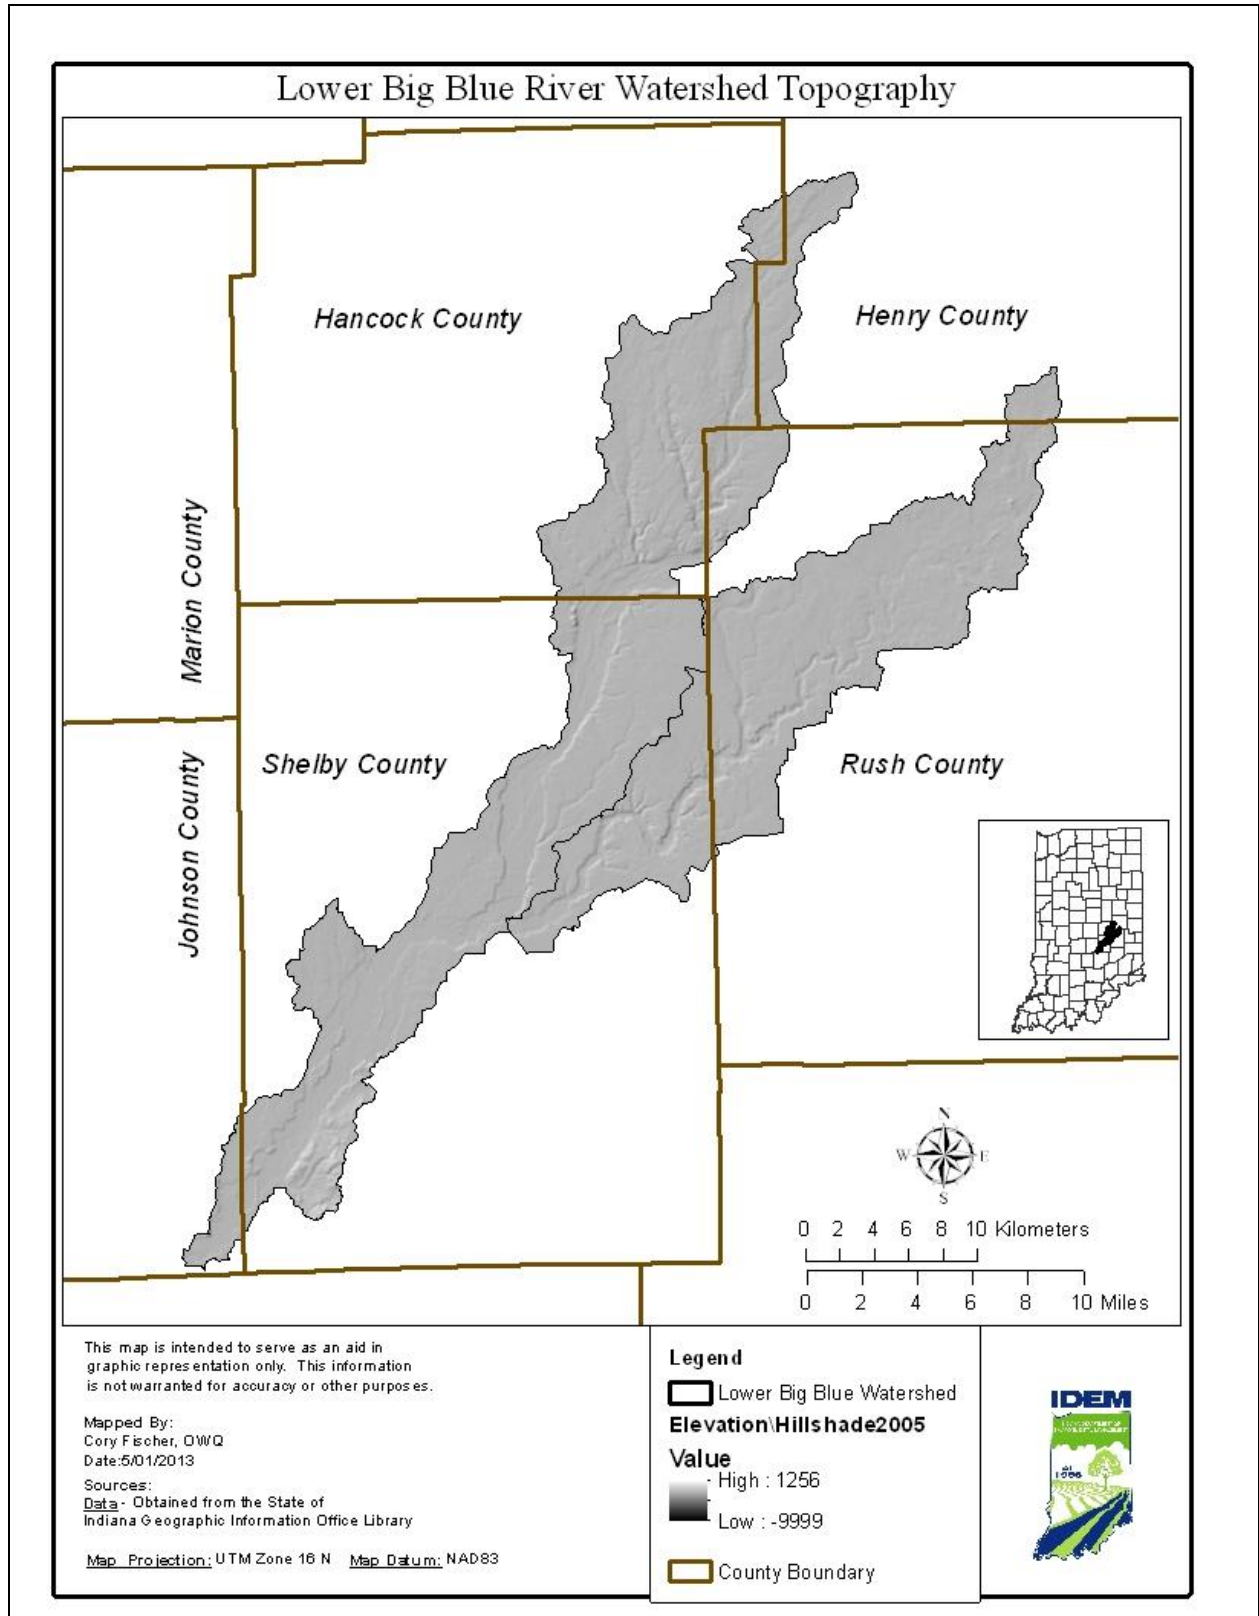 Lower Big Blue River Watershed Topography
Hancock County
Henry County
Marion County
Shelby County
Rush County
Johnson County
N
W E
S
0 2 4 6 8 10 Kilometers
0 2 4 6 8 10 Miles
This map is intended to serve as an aid in
graphic representation only. This information
is not warranted for accuracy or other purposes.
Mapped By:
Cory Fischer, OWQ
Date:5/01/2013
Sources:
Data - Obtained from the State of
Indiana Geographic Information Office Library
Map Projection: UTM Zone 16 N Map Datum: NAD83
Legend
Lower Big Blue Watershed
Elevation\Hillshade2005
Value
High : 1256
Low : -9999
County Boundary
IDEM
1986